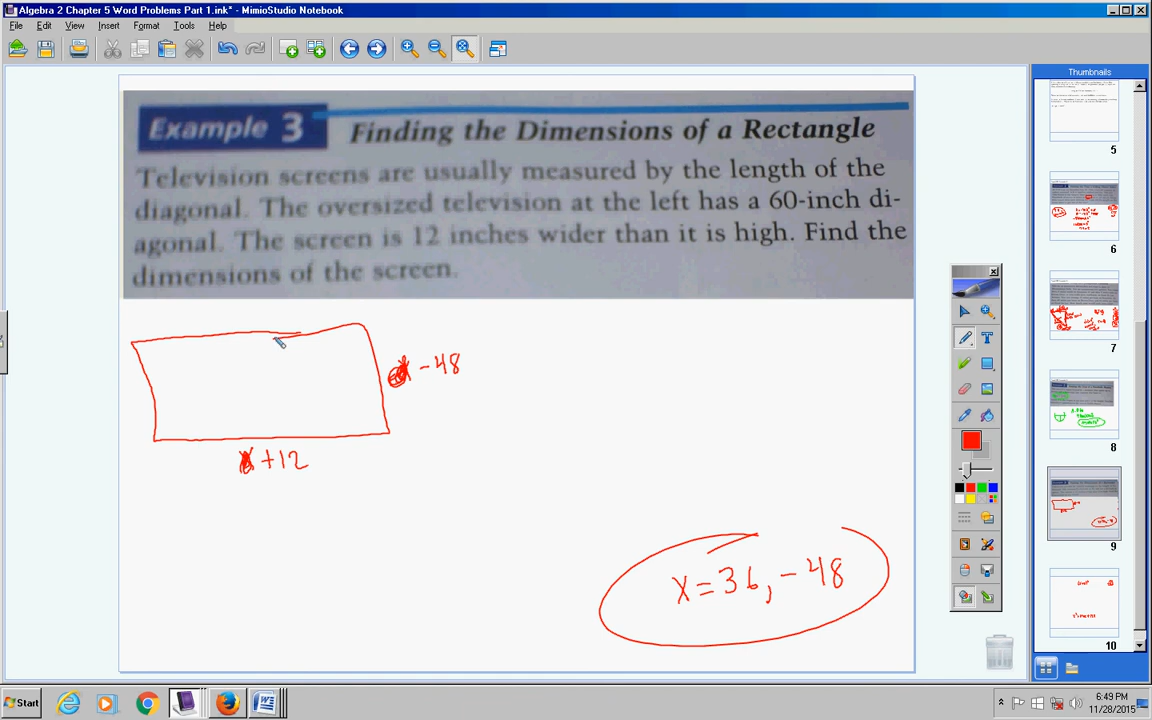 Algebra 2 Chapter 5 Word Problems Part 1.ink* - MimioStudio Notebook
File Edit View Insert Format Tools Help
Thumbnails
Example 3 Finding the Dimensions of a Rectangle
Television screens are usually measured by the length of the
diagonal. The oversized television at the left has a 60-inch di-
agonal. The screen is 12 inches wider than it is high. Find the
dimensions of the screen.
-48
+12
x=36,-48
5
6
7
8
9
10
T
Start
6:49 PM
11/28/2015